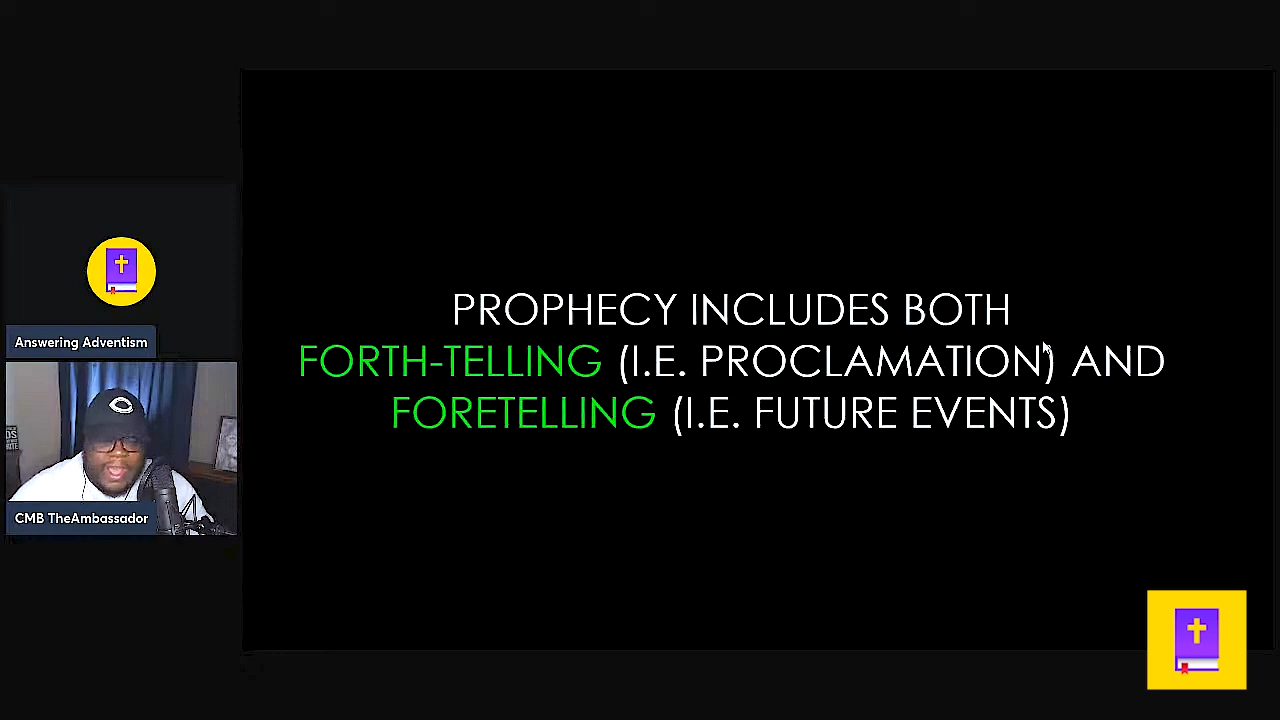 PROPHECY INCLUDES BOTH
FORTH-TELLING (I.E. PROCLAMATION) AND
FORETELLING (I.E. FUTURE EVENTS)
Answering Adventism
CMB TheAmbassador